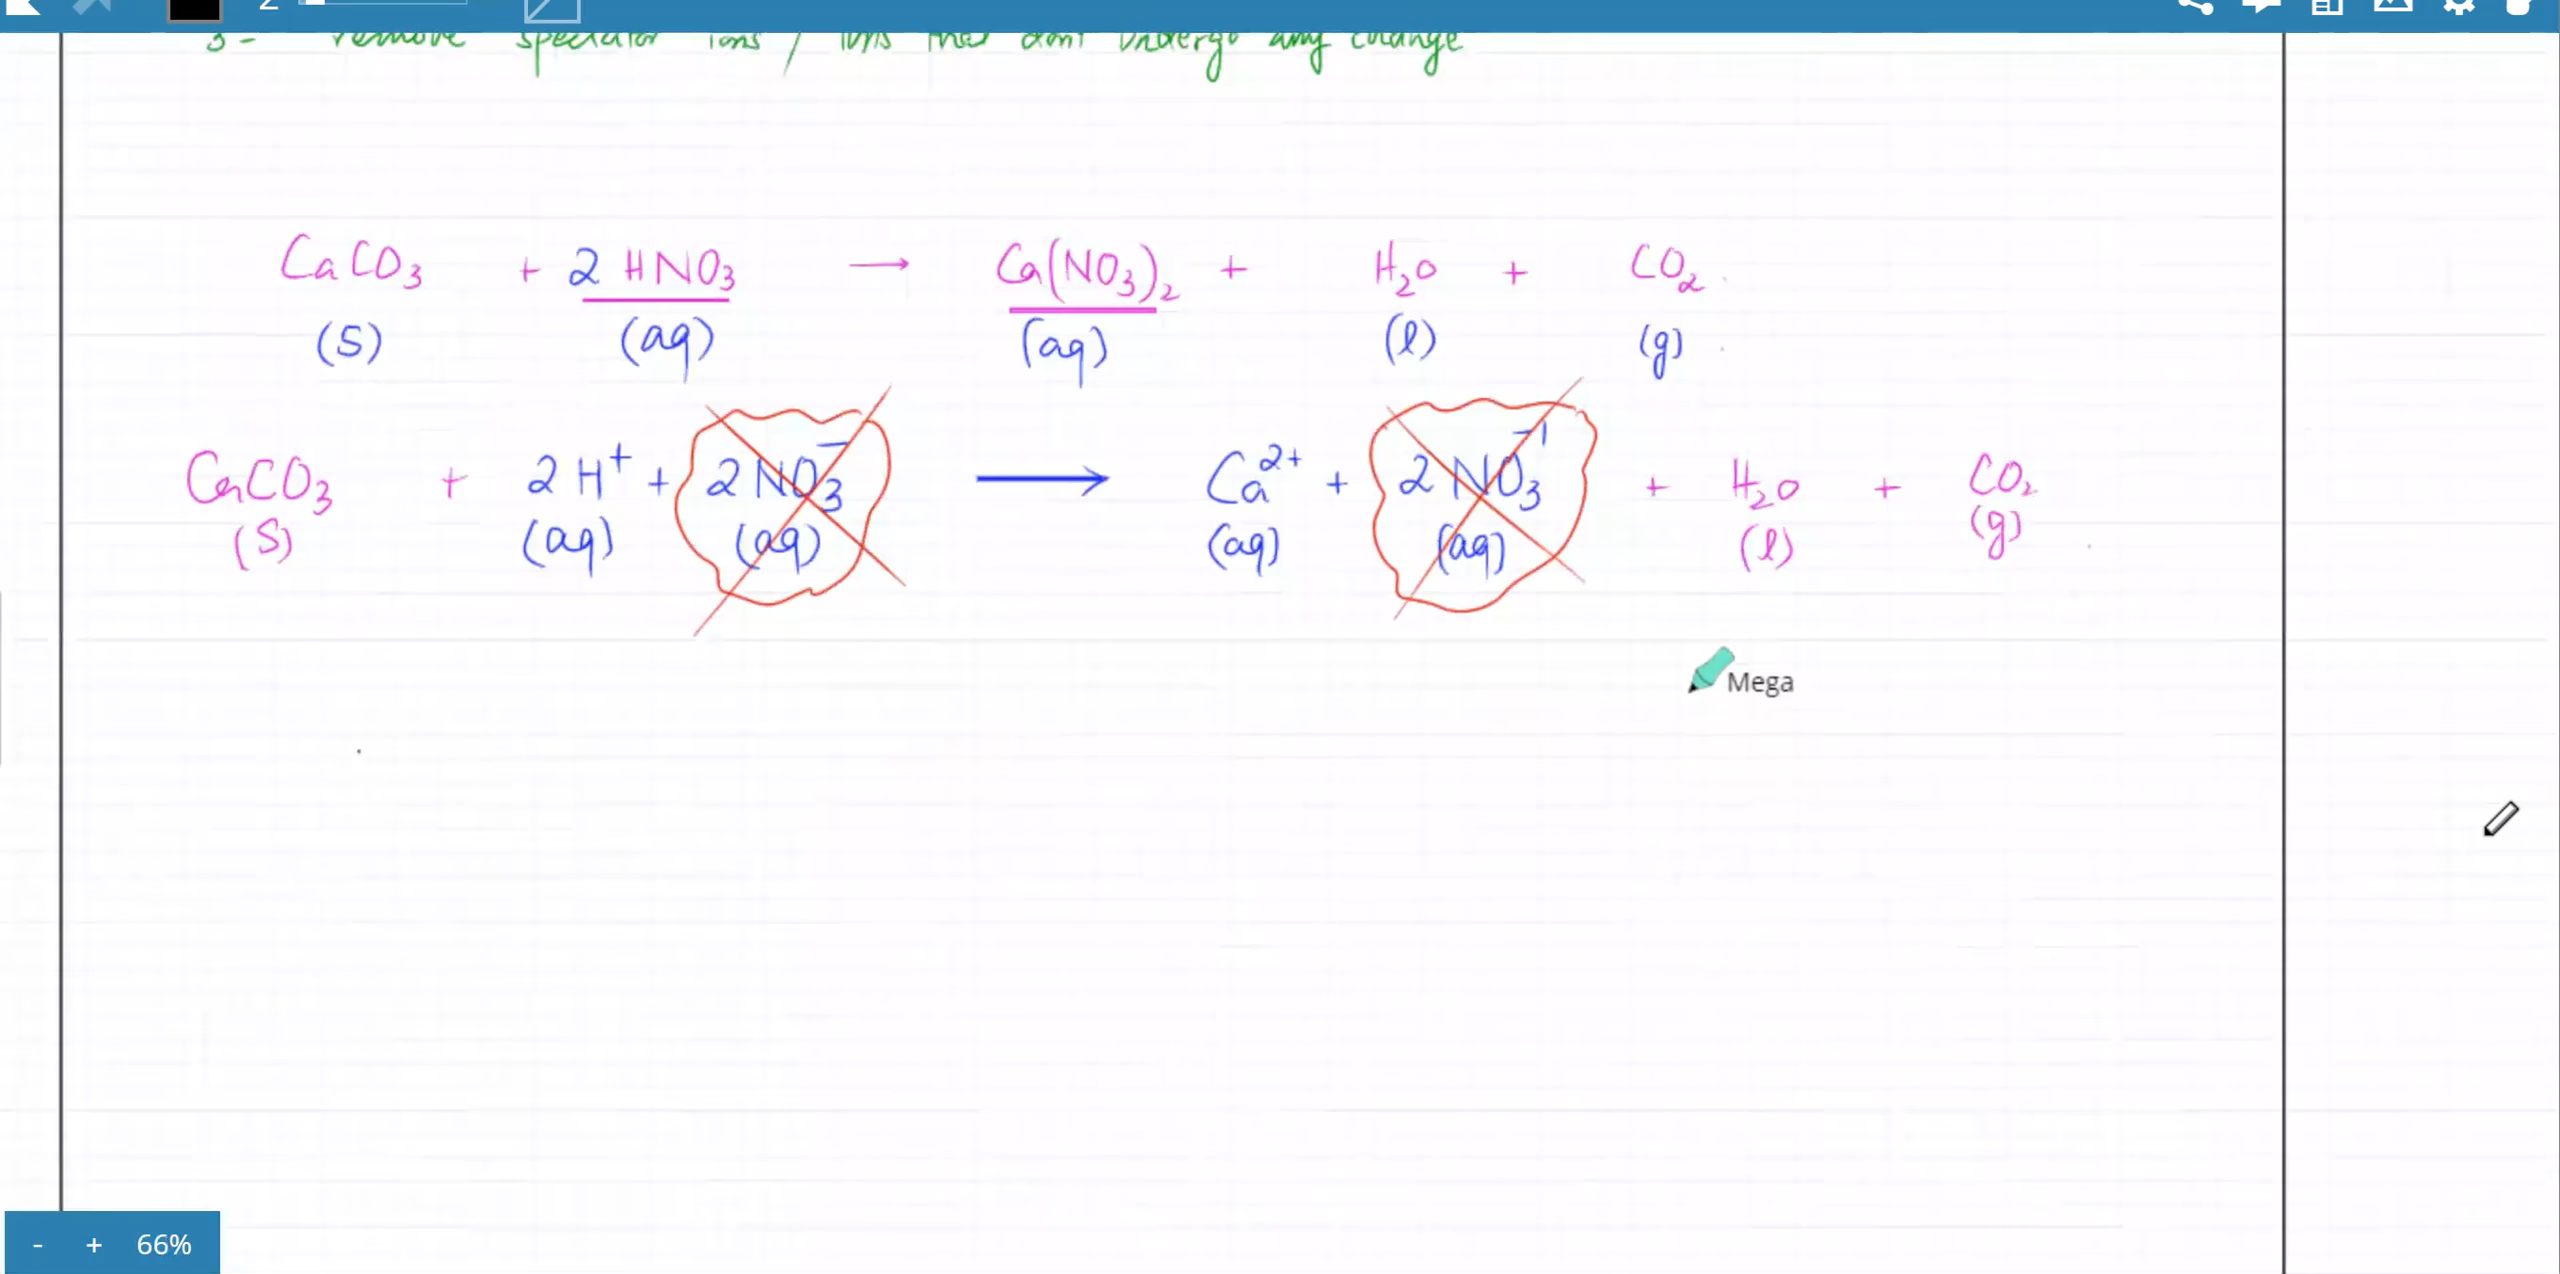 3- remove spectator ions / ions that don't undergo any change
CaCO₃ + 2 HNO₃ → Ca(NO₃)₂ + H₂O + CO₂
(S) (aq) (aq) (l) (g)
CaCO₃ + 2 H⁺ + 2 NO₃⁻ → Ca²⁺ + 2 NO₃⁻¹ + H₂O + CO₂
(S) (aq) (aq) (aq) (aq) (l) (g)
Mega
- + 66%